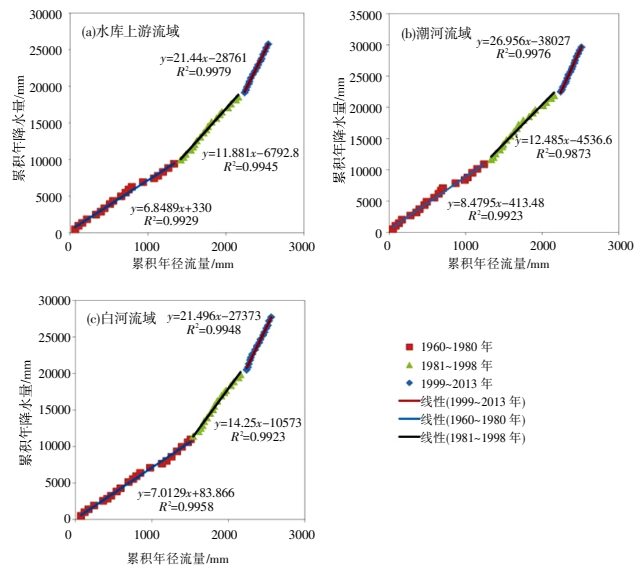 (a)水库上游流域
y=21.44x−28761
R²=0.9979
y=11.881x−6792.8
R²=0.9945
y=6.8489x+330
R²=0.9929
30000
25000
20000
15000
10000
5000
0
0 1000 2000 3000
累积年降水量/mm
累积年径流量/mm
(b)潮河流域
y=26.956x−38027
R²=0.9976
y=12.485x−4536.6
R²=0.9873
y=8.4795x−413.48
R²=0.9923
35000
30000
25000
20000
15000
10000
5000
0
0 1000 2000 3000
累积年降水量/mm
累积年径流量/mm
(c)白河流域
y=21.496x−27373
R²=0.9948
y=14.25x−10573
R²=0.9923
y=7.0129x+83.866
R²=0.9958
30000
25000
20000
15000
10000
5000
0
0 1000 2000 3000
累积年降水量/mm
累积年径流量/mm
1960~1980 年
1981~1998 年
1999~2013 年
线性(1999~2013 年)
线性(1960~1980 年)
线性(1981~1998 年)